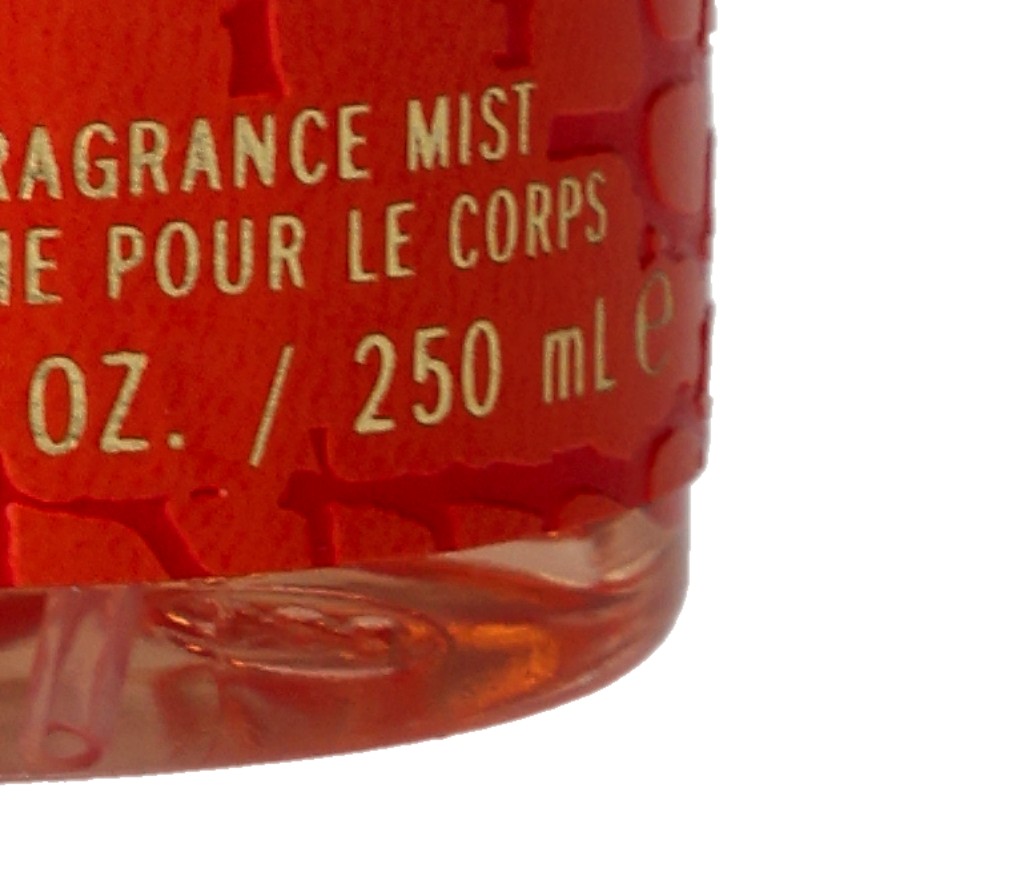 RAGRANCE MIST
ME POUR LE CORPS
OZ. / 250 mL e